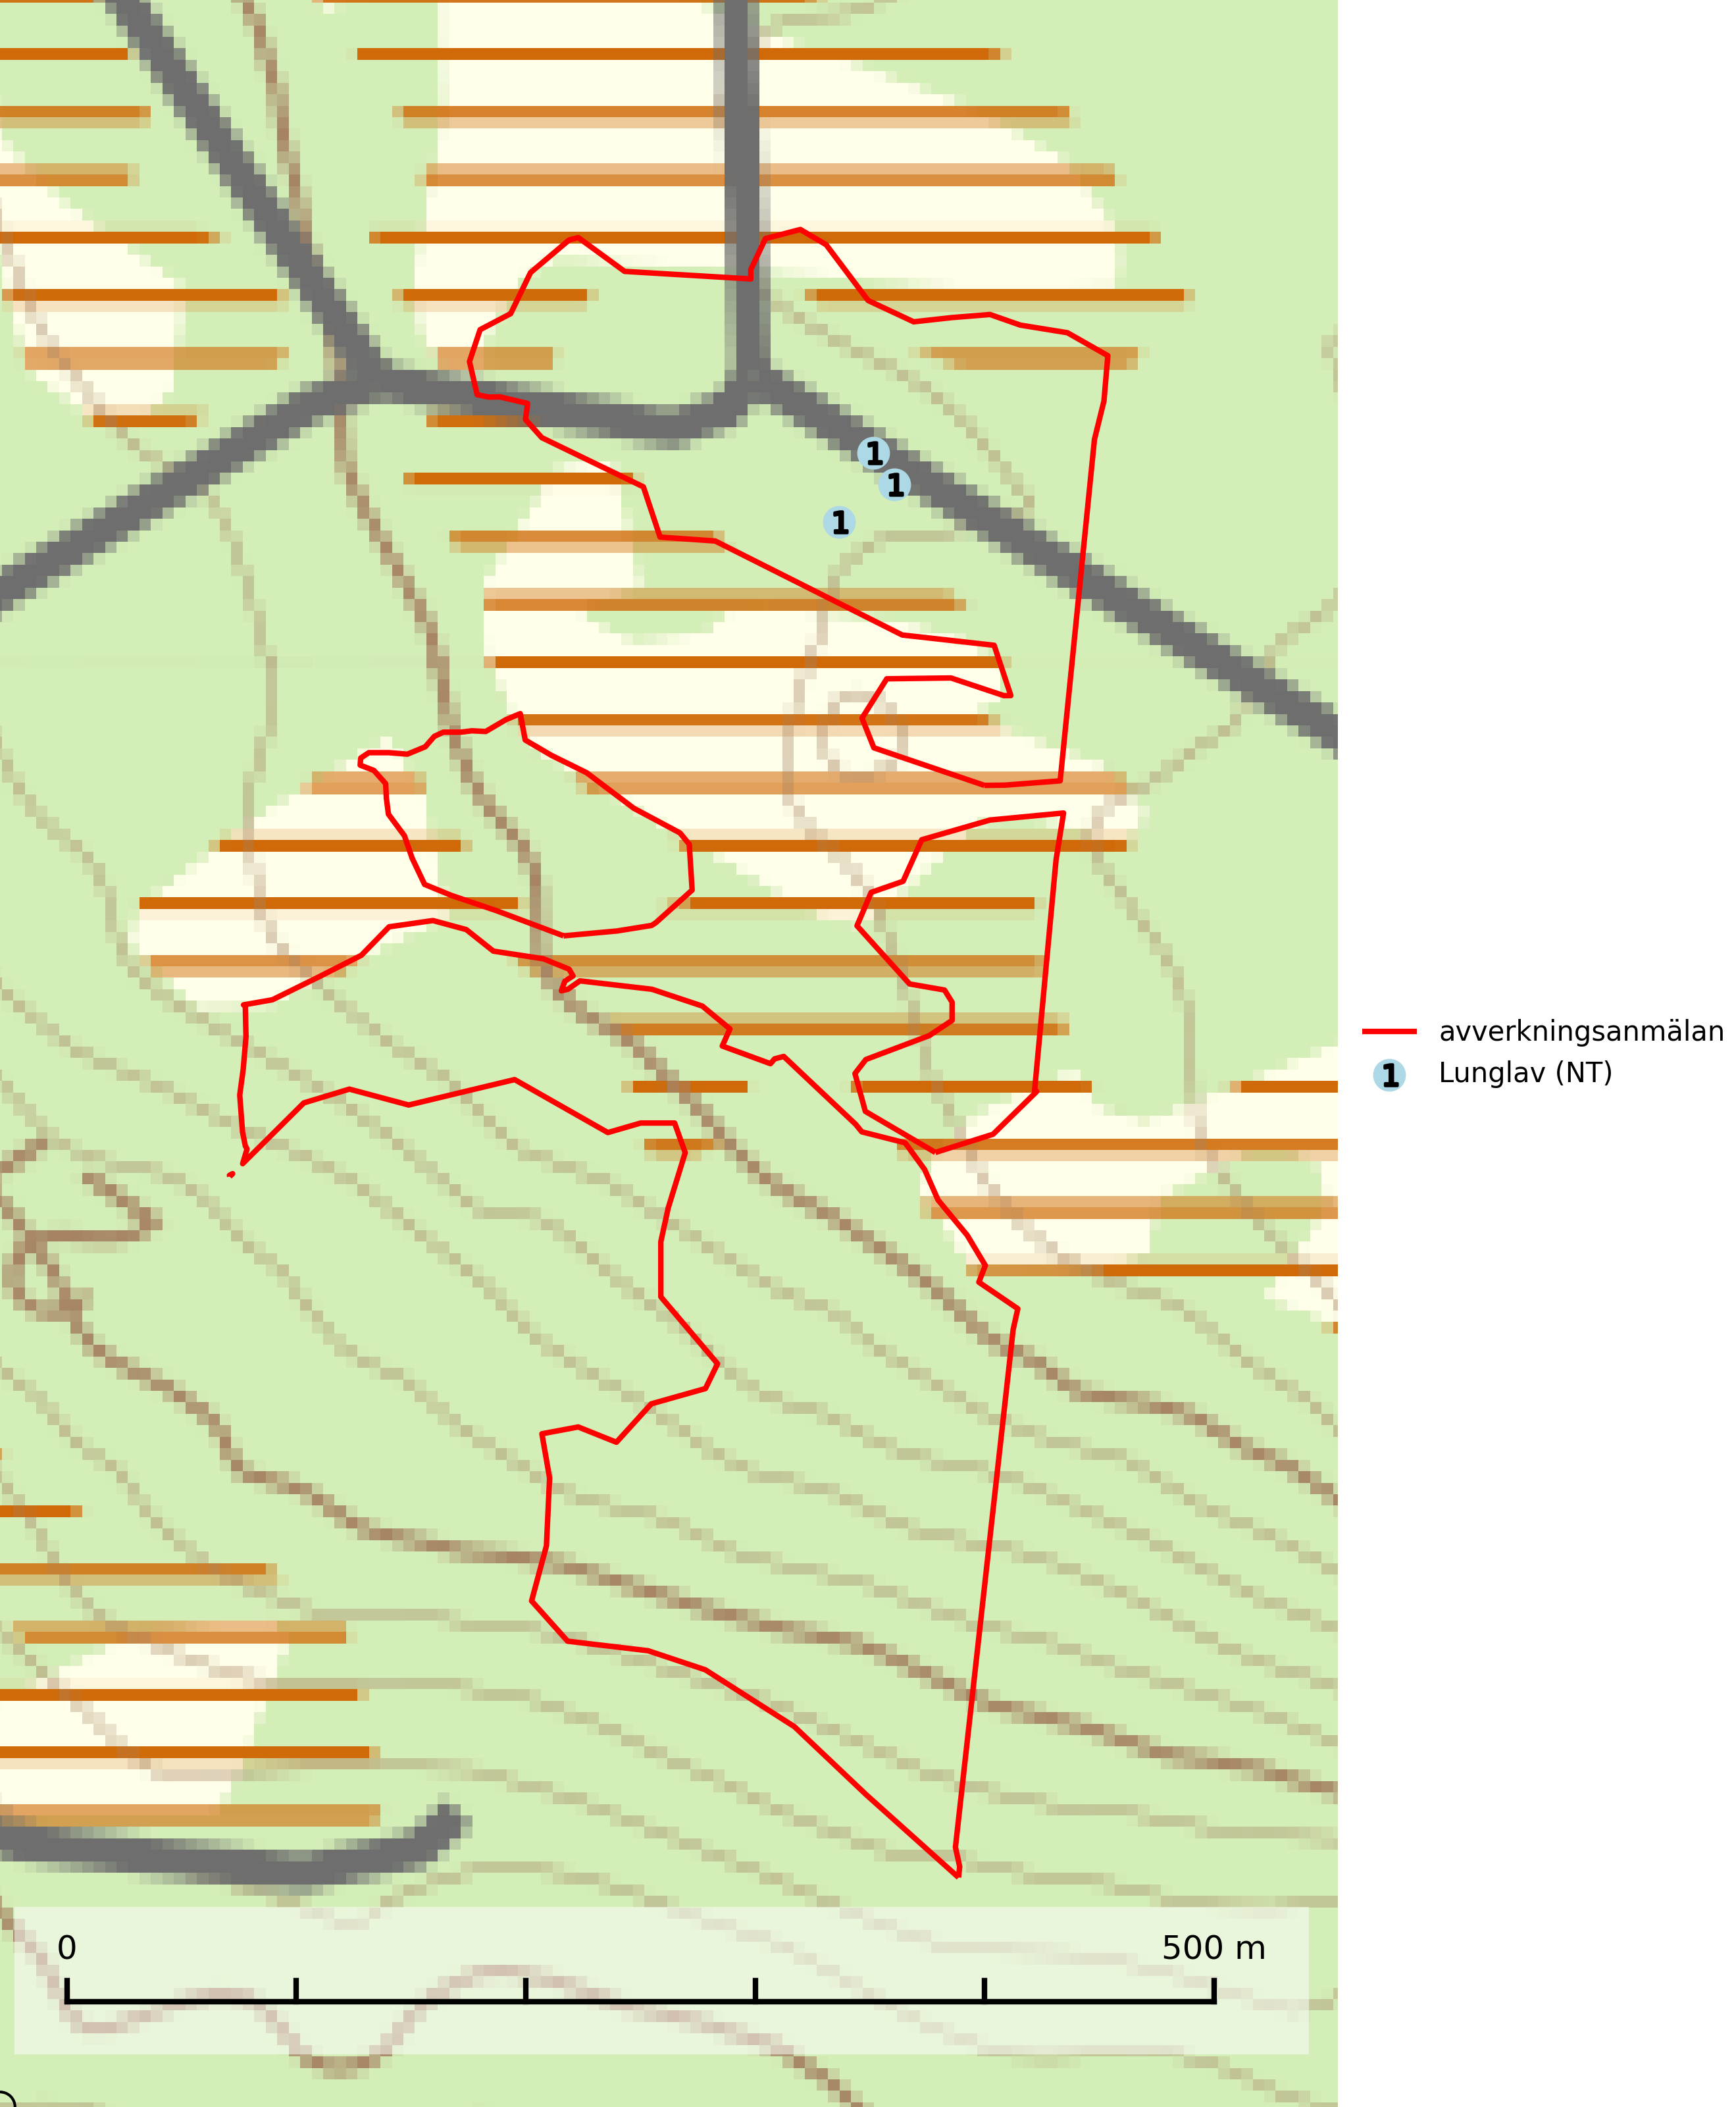 1
1
1
avverkningsanmälan
1 Lunglav (NT)
0 500 m